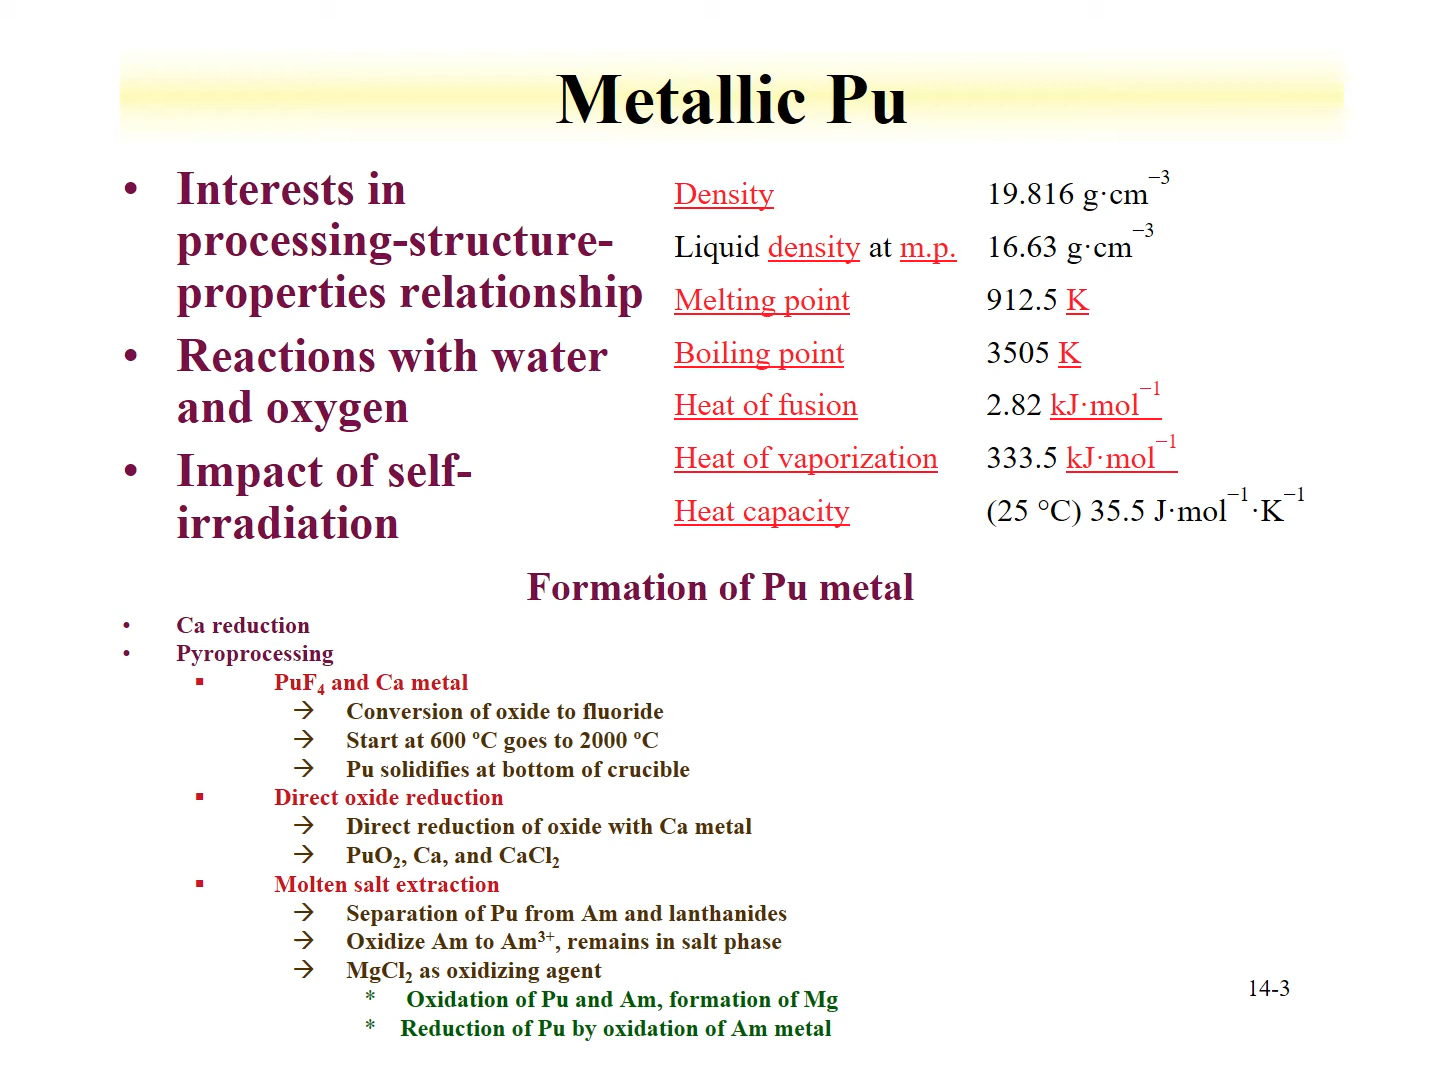 Metallic Pu
• Interests in
processing-structure-
properties relationship
• Reactions with water
and oxygen
• Impact of self-
irradiation
Density 19.816 g·cm−3
Liquid density at m.p. 16.63 g·cm−3
Melting point 912.5 K
Boiling point 3505 K
Heat of fusion 2.82 kJ·mol−1
Heat of vaporization 333.5 kJ·mol−1
Heat capacity (25 °C) 35.5 J·mol−1·K−1
Formation of Pu metal
• Ca reduction
• Pyroprocessing
▪ PuF4 and Ca metal
→ Conversion of oxide to fluoride
→ Start at 600 ºC goes to 2000 ºC
→ Pu solidifies at bottom of crucible
▪ Direct oxide reduction
→ Direct reduction of oxide with Ca metal
→ PuO2, Ca, and CaCl2
▪ Molten salt extraction
→ Separation of Pu from Am and lanthanides
→ Oxidize Am to Am3+, remains in salt phase
→ MgCl2 as oxidizing agent
* Oxidation of Pu and Am, formation of Mg
* Reduction of Pu by oxidation of Am metal
14-3